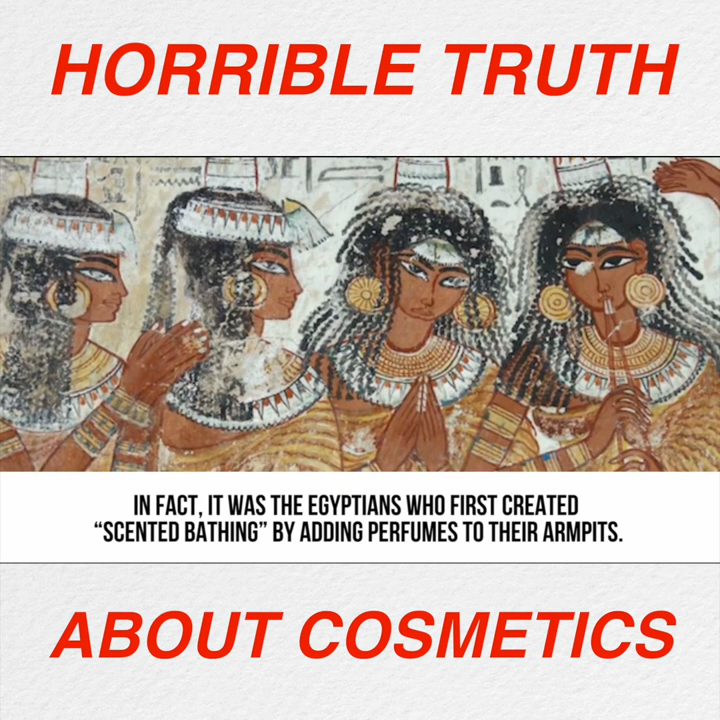 HORRIBLE TRUTH
IN FACT, IT WAS THE EGYPTIANS WHO FIRST CREATED
“SCENTED BATHING” BY ADDING PERFUMES TO THEIR ARMPITS.
ABOUT COSMETICS